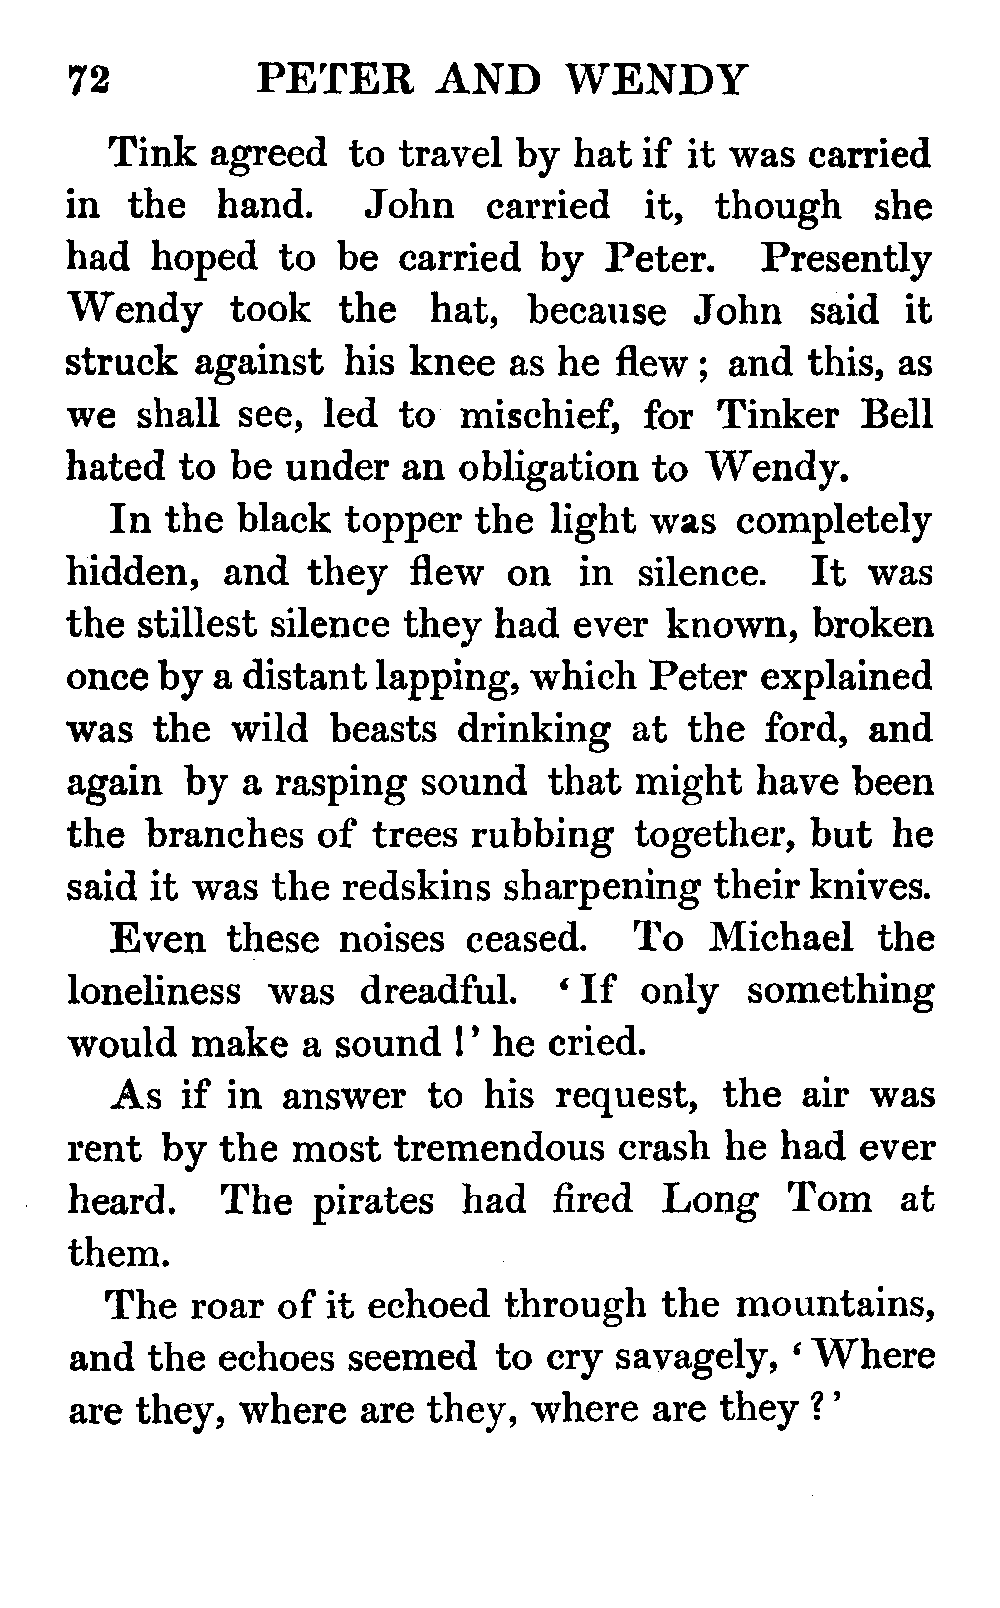 72 PETER AND WENDY
Tink agreed to travel by hat if it was carried
in the hand. John carried it, though she
had hoped to be carried by Peter. Presently
Wendy took the hat, because John said it
struck against his knee as he flew ; and this, as
we shall see, led to mischief, for Tinker Bell
hated to be under an obligation to Wendy.
In the black topper the light was completely
hidden, and they flew on in silence. It was
the stillest silence they had ever known, broken
once by a distant lapping, which Peter explained
was the wild beasts drinking at the ford, and
again by a rasping sound that might have been
the branches of trees rubbing together, but he
said it was the redskins sharpening their knives.
Even these noises ceased. To Michael the
loneliness was dreadful. ‘ If only something
would make a sound !’ he cried.
As if in answer to his request, the air was
rent by the most tremendous crash he had ever
heard. The pirates had fired Long Tom at
them.
The roar of it echoed through the mountains,
and the echoes seemed to cry savagely, ‘ Where
are they, where are they, where are they ?’